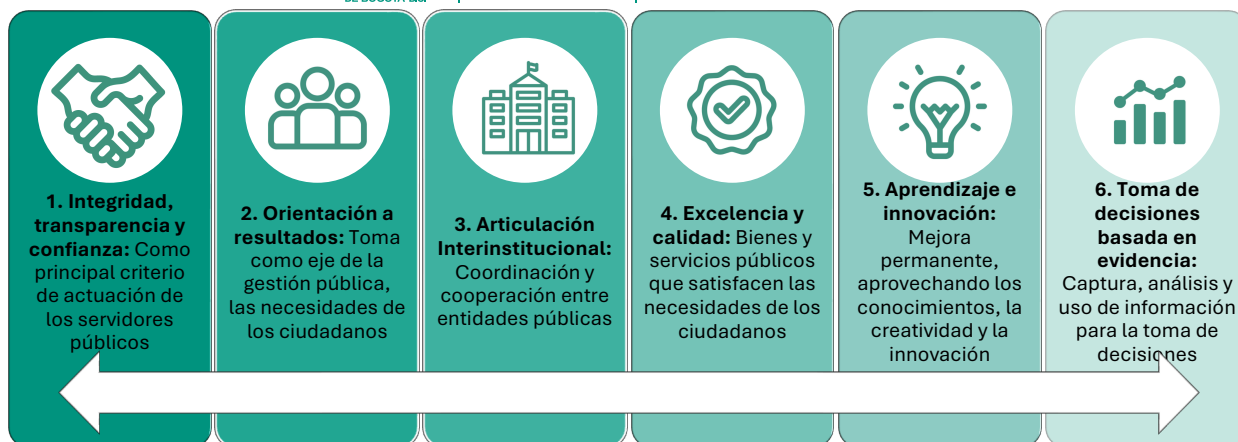 DE BOGOTÁ D.C.
1. Integridad,
transparencia y
confianza: Como
principal criterio
de actuación de
los servidores
públicos
2. Orientación a
resultados: Toma
como eje de la
gestión pública,
las necesidades de
los ciudadanos
3. Articulación
Interinstitucional:
Coordinación y
cooperación entre
entidades públicas
4. Excelencia y
calidad: Bienes y
servicios públicos
que satisfacen las
necesidades de los
ciudadanos
5. Aprendizaje e
innovación:
Mejora
permanente,
aprovechando los
conocimientos, la
creatividad y la
innovación
6. Toma de
decisiones
basada en
evidencia:
Captura, análisis y
uso de información
para la toma de
decisiones